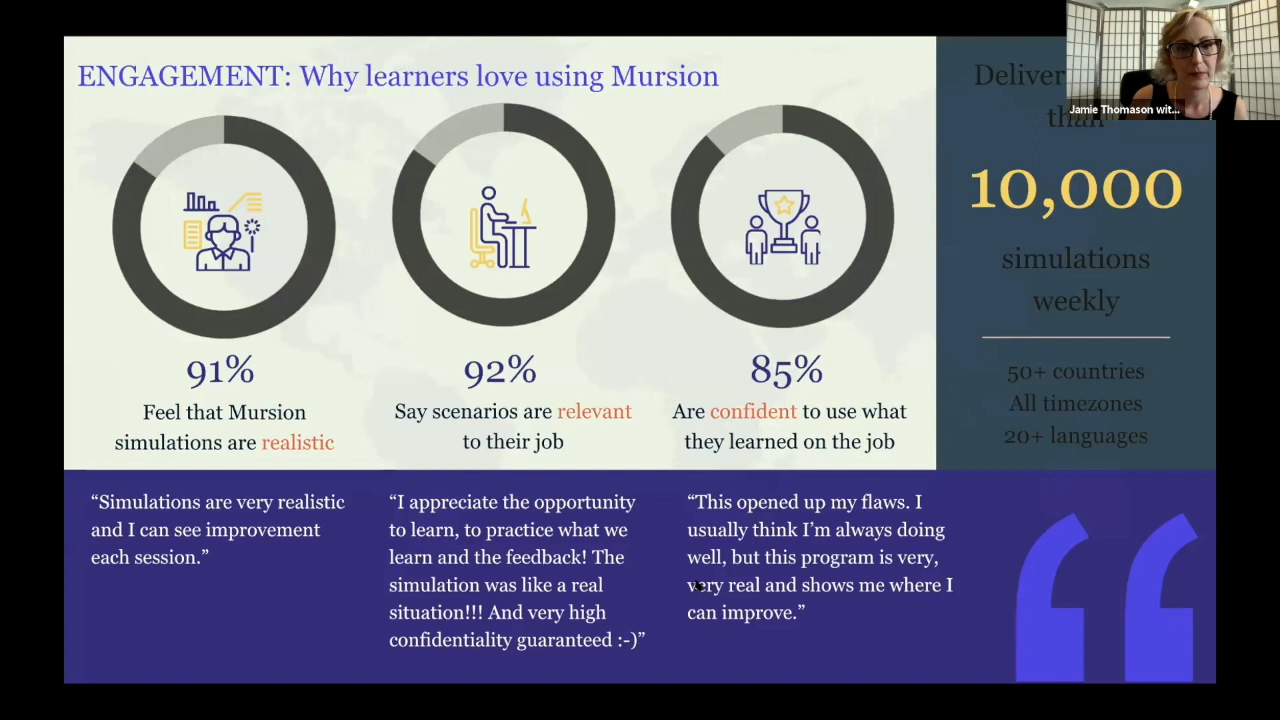 ENGAGEMENT: Why learners love using Mursion
91%
Feel that Mursion
simulations are realistic
92%
Say scenarios are relevant
to their job
85%
Are confident to use what
they learned on the job
than
10,000
simulations
weekly
50+ countries
All timezones
20+ languages
Jamie Thomason wit...
“Simulations are very realistic
and I can see improvement
each session.”
“I appreciate the opportunity
to learn, to practice what we
learn and the feedback! The
simulation was like a real
situation!!! And very high
confidentiality guaranteed :-)”
“This opened up my flaws. I
usually think I’m always doing
well, but this program is very,
very real and shows me where I
can improve.”